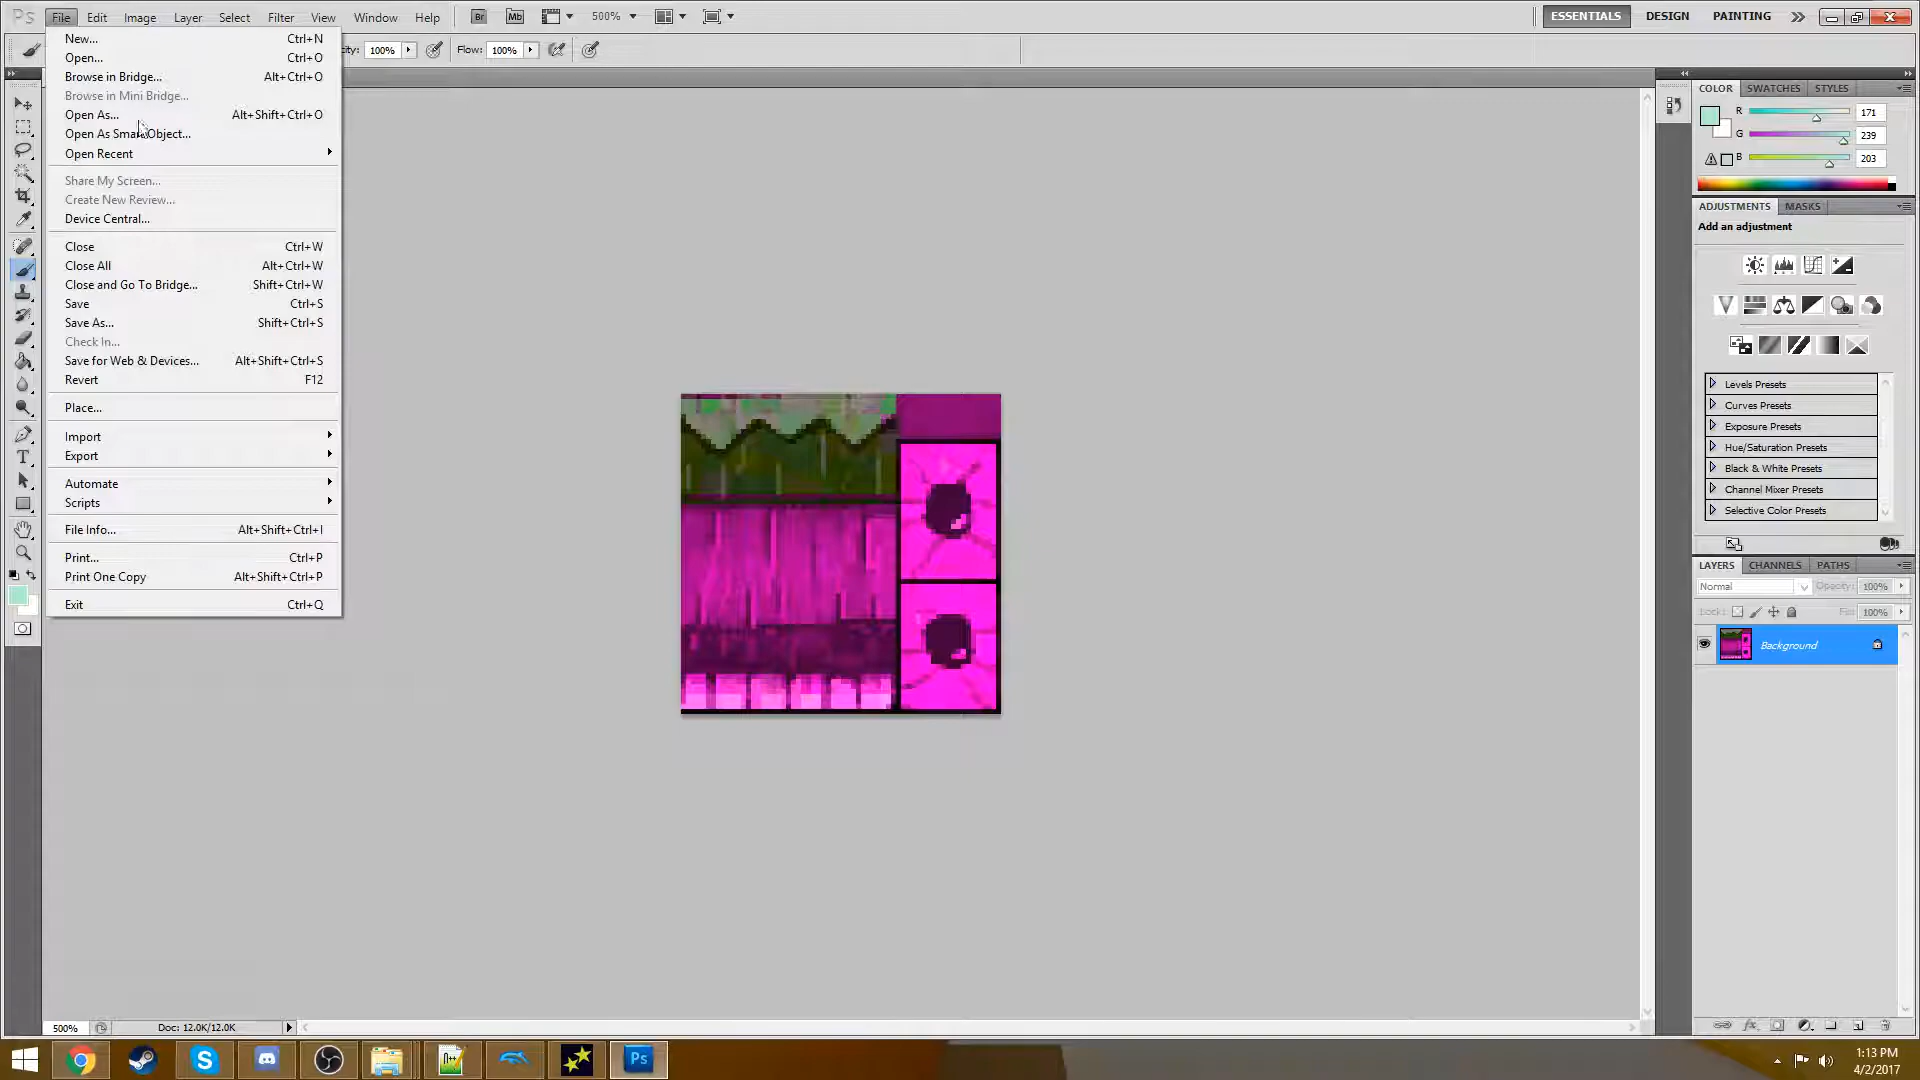 Ps File Edit Image Layer Select Filter View Window Help Br Mb 500% ESSENTIALS DESIGN PAINTING
100% Flow: 100%
New... Ctrl+N
Open... Ctrl+O
Browse in Bridge... Alt+Ctrl+O
Browse in Mini Bridge...
Open As... Alt+Shift+Ctrl+O
Open As Smart Object...
Open Recent
Share My Screen...
Create New Review...
Device Central...
Close Ctrl+W
Close All Alt+Ctrl+W
Close and Go To Bridge... Shift+Ctrl+W
Save Ctrl+S
Save As... Shift+Ctrl+S
Check In...
Save for Web & Devices... Alt+Shift+Ctrl+S
Revert F12
Place...
Import
Export
Automate
Scripts
File Info... Alt+Shift+Ctrl+I
Print... Ctrl+P
Print One Copy Alt+Shift+Ctrl+P
Exit Ctrl+Q
COLOR SWATCHES STYLES
R 171
G 239
B 203
ADJUSTMENTS MASKS
Add an adjustment
Levels Presets
Curves Presets
Exposure Presets
Hue/Saturation Presets
Black & White Presets
Channel Mixer Presets
Selective Color Presets
LAYERS CHANNELS PATHS
Normal Opacity: 100%
Lock: Fill: 100%
Background
500% Doc: 12.0K/12.0K
Ps
1:13 PM
4/2/2017